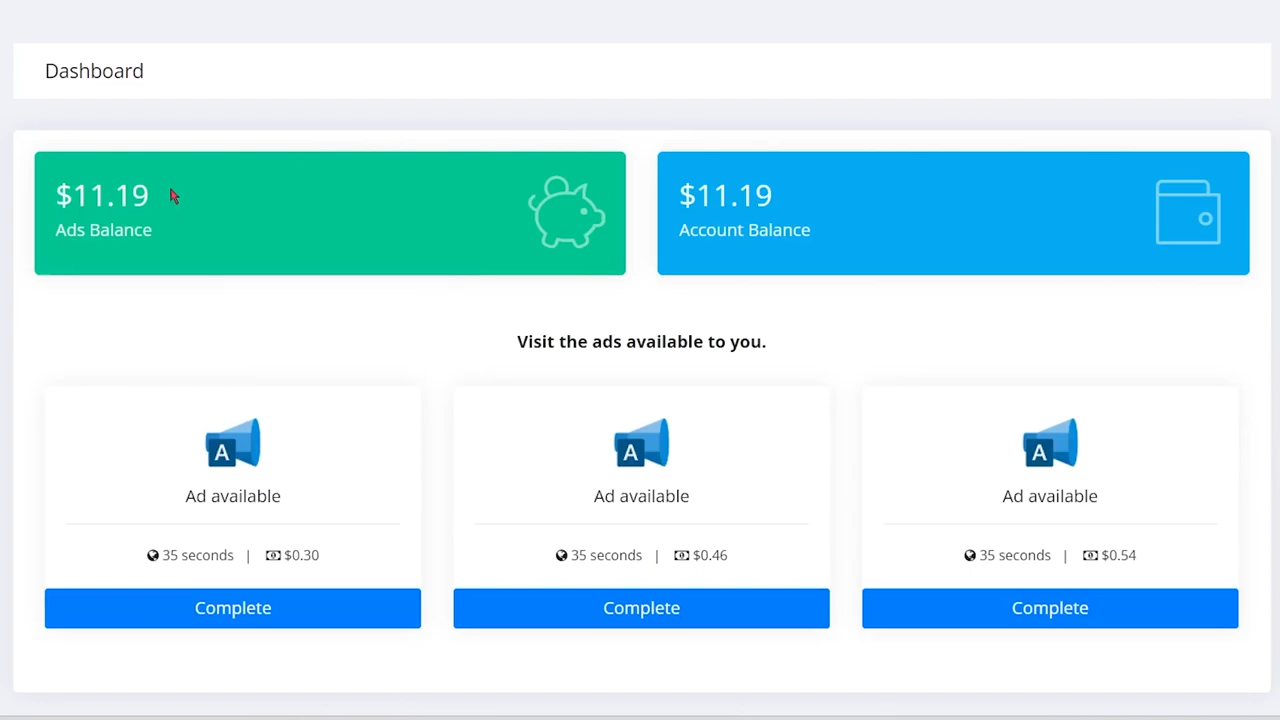 Dashboard
$11.19
Ads Balance
$11.19
Account Balance
Visit the ads available to you.
A
Ad available
35 seconds | $0.30
Complete
A
Ad available
35 seconds | $0.46
Complete
A
Ad available
35 seconds | $0.54
Complete